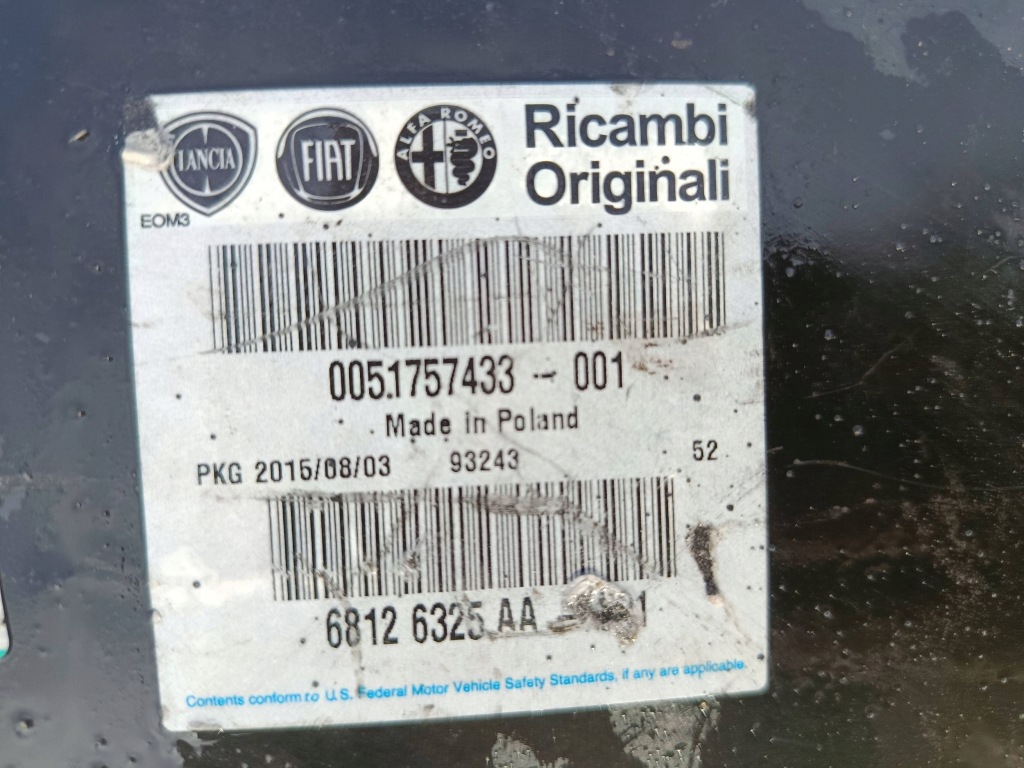 LANCIA FIAT ALFA ROMEO
Ricambi
Originali
EOM3
0051757433 - 001
Made in Poland
PKG 2015/08/03 93243 52
6812 6325 AA -
Contents conform to U.S. Federal Motor Vehicle Safety Standards, if any are applicable.